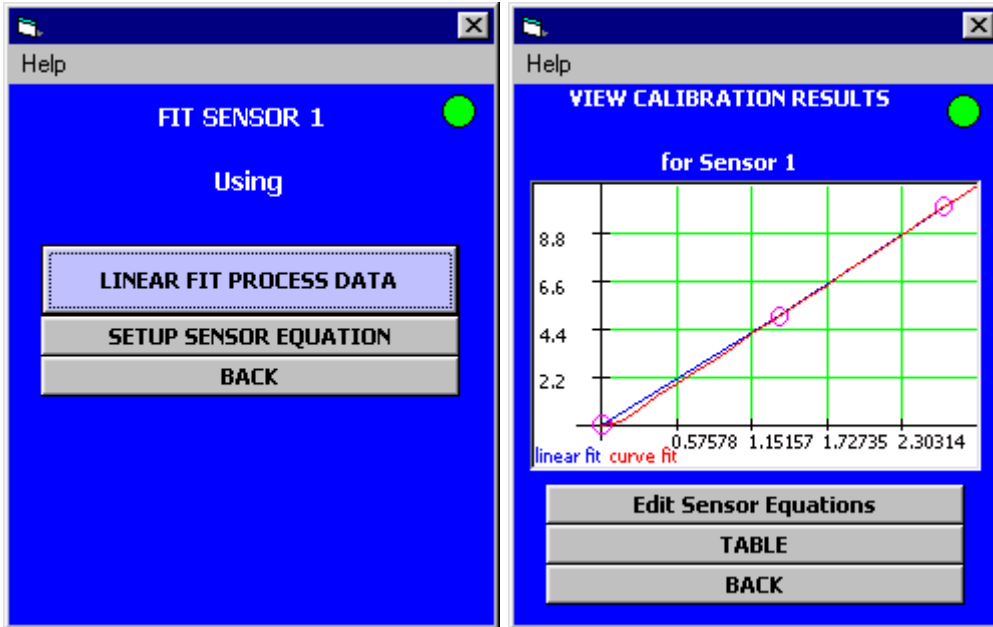 Help
FIT SENSOR 1
Using
LINEAR FIT PROCESS DATA
SETUP SENSOR EQUATION
BACK
Help
VIEW CALIBRATION RESULTS
for Sensor 1
8.8
6.6
4.4
2.2
0.57578 1.15157 1.72735 2.30314
linear fit curve fit
Edit Sensor Equations
TABLE
BACK